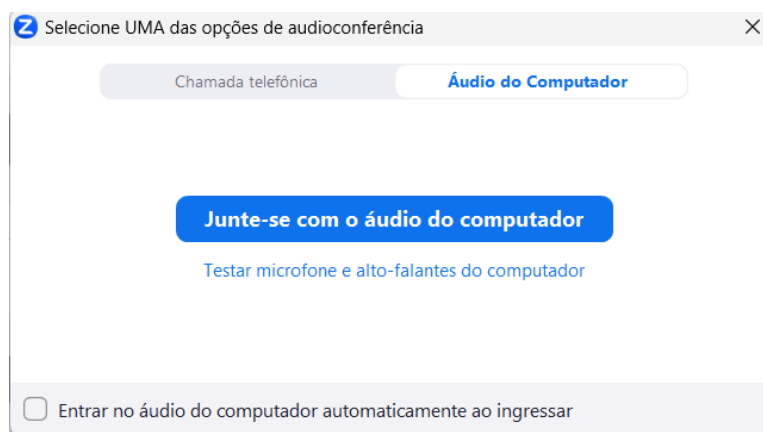 Selecione UMA das opções de audioconferência
Chamada telefônica
Áudio do Computador
Junte-se com o áudio do computador
Testar microfone e alto-falantes do computador
Entrar no áudio do computador automaticamente ao ingressar